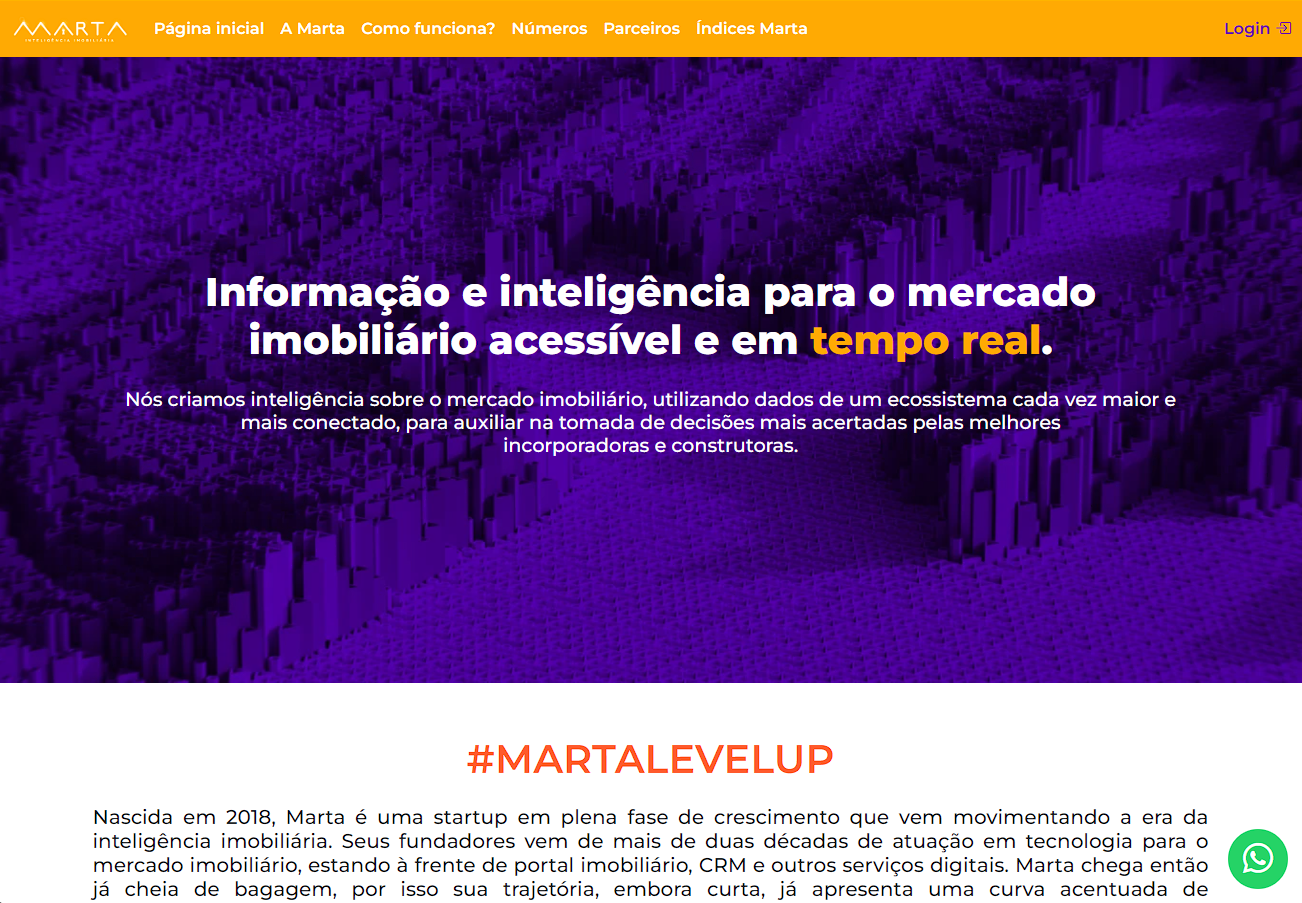 MARTA
INTELIGÊNCIA IMOBILIÁRIA
Página inicial A Marta Como funciona? Números Parceiros Índices Marta Login
Informação e inteligência para o mercado
imobiliário acessível e em tempo real.
Nós criamos inteligência sobre o mercado imobiliário, utilizando dados de um ecossistema cada vez maior e
mais conectado, para auxiliar na tomada de decisões mais acertadas pelas melhores
incorporadoras e construtoras.
#MARTALEVELUP
Nascida em 2018, Marta é uma startup em plena fase de crescimento que vem movimentando a era da
inteligência imobiliária. Seus fundadores vem de mais de duas décadas de atuação em tecnologia para o
mercado imobiliário, estando à frente de portal imobiliário, CRM e outros serviços digitais. Marta chega então
já cheia de bagagem, por isso sua trajetória, embora curta, já apresenta uma curva acentuada de